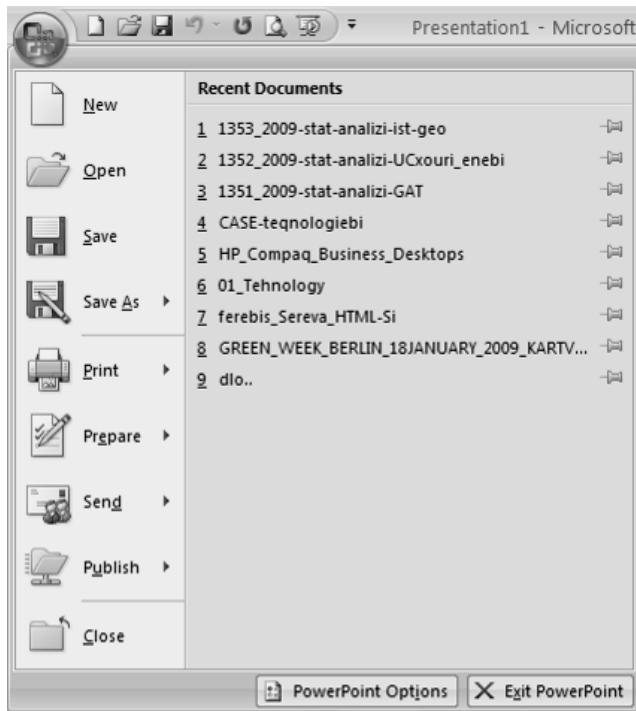 Presentation1 - Microsoft
New
Open
Save
Save As
Print
Prepare
Send
Publish
Close
Recent Documents
1 1353_2009-stat-analizi-ist-geo
2 1352_2009-stat-analizi-UCxouri_enebi
3 1351_2009-stat-analizi-GAT
4 CASE-teqnologiebi
5 HP_Compaq_Business_Desktops
6 01_Tehnology
7 ferebis_Sereva_HTML-Si
8 GREEN_WEEK_BERLIN_18JANUARY_2009_KARTV...
9 dlo..
PowerPoint Options
Exit PowerPoint